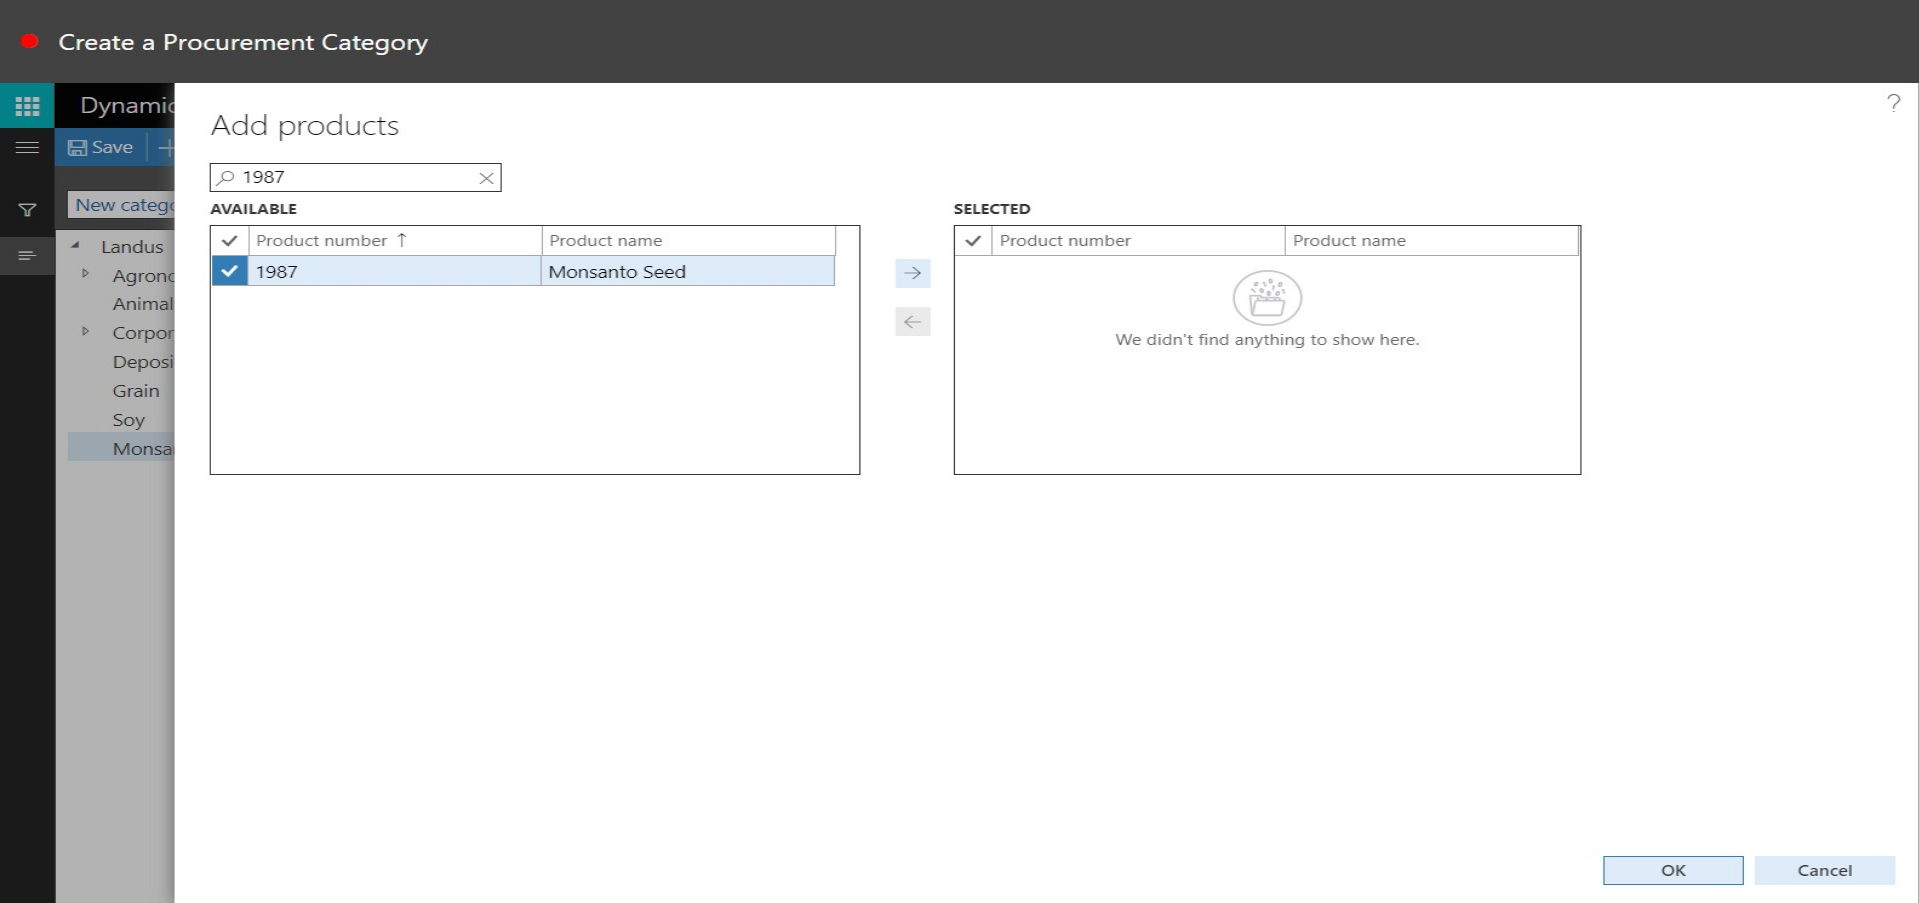 Create a Procurement Category
Dynamic
Save
New catego
Landus
Agrono
Animal
Corpor
Deposi
Grain
Soy
Monsa
Add products
?
1987
AVAILABLE
Product number ↑ Product name
1987 Monsanto Seed
SELECTED
Product number Product name
We didn't find anything to show here.
OK Cancel